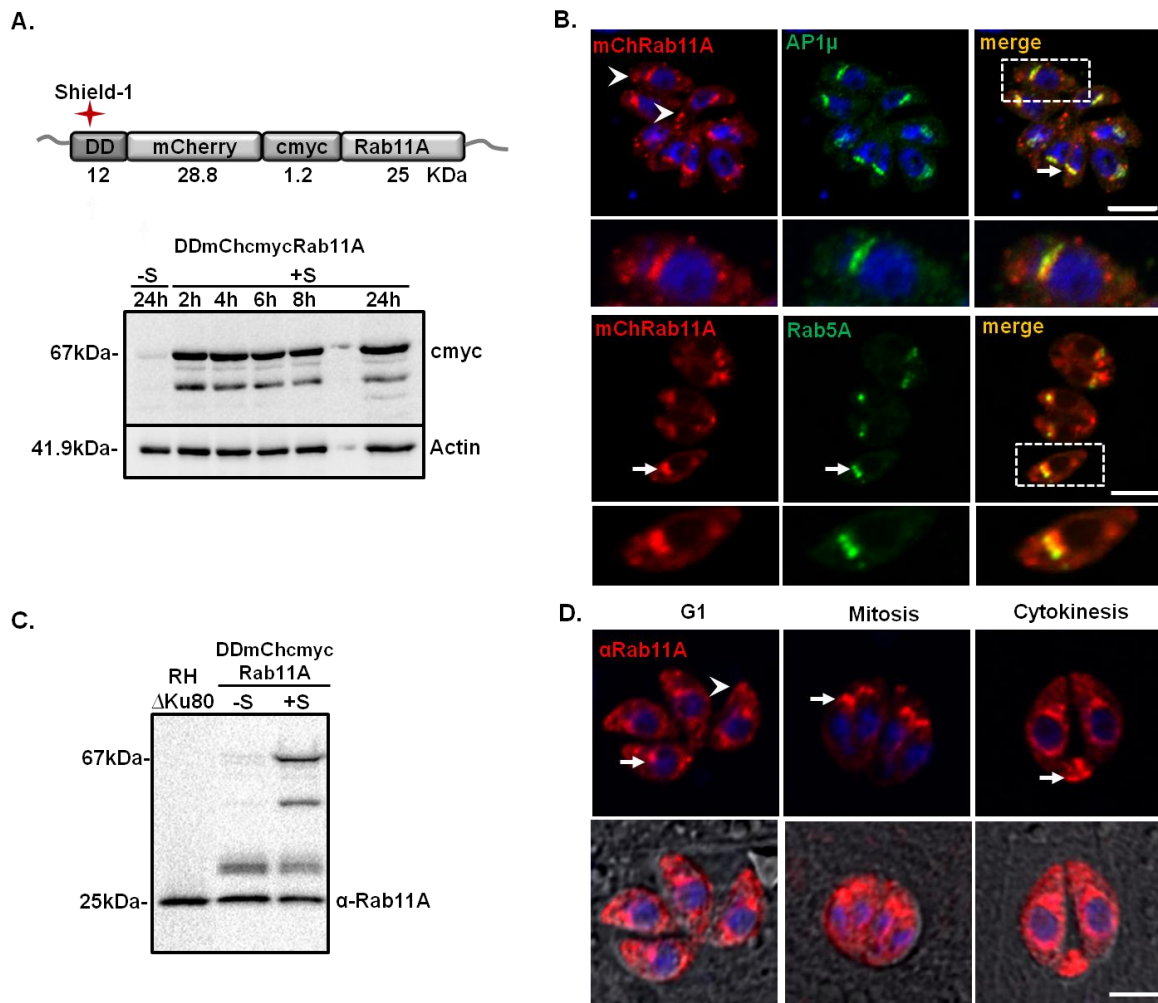 A.
Shield-1
DD mCherry cmyc Rab11A
12 28.8 1.2 25 KDa
DDmChcmycRab11A
-S +S
24h 2h 4h 6h 8h 24h
67kDa- cmyc
41.9kDa- Actin
B.
mChRab11A AP1µ merge
mChRab11A Rab5A merge
C.
DDmChcmyc
RH Rab11A
ΔKu80 -S +S
67kDa-
25kDa- α-Rab11A
D.
G1 Mitosis Cytokinesis
αRab11A